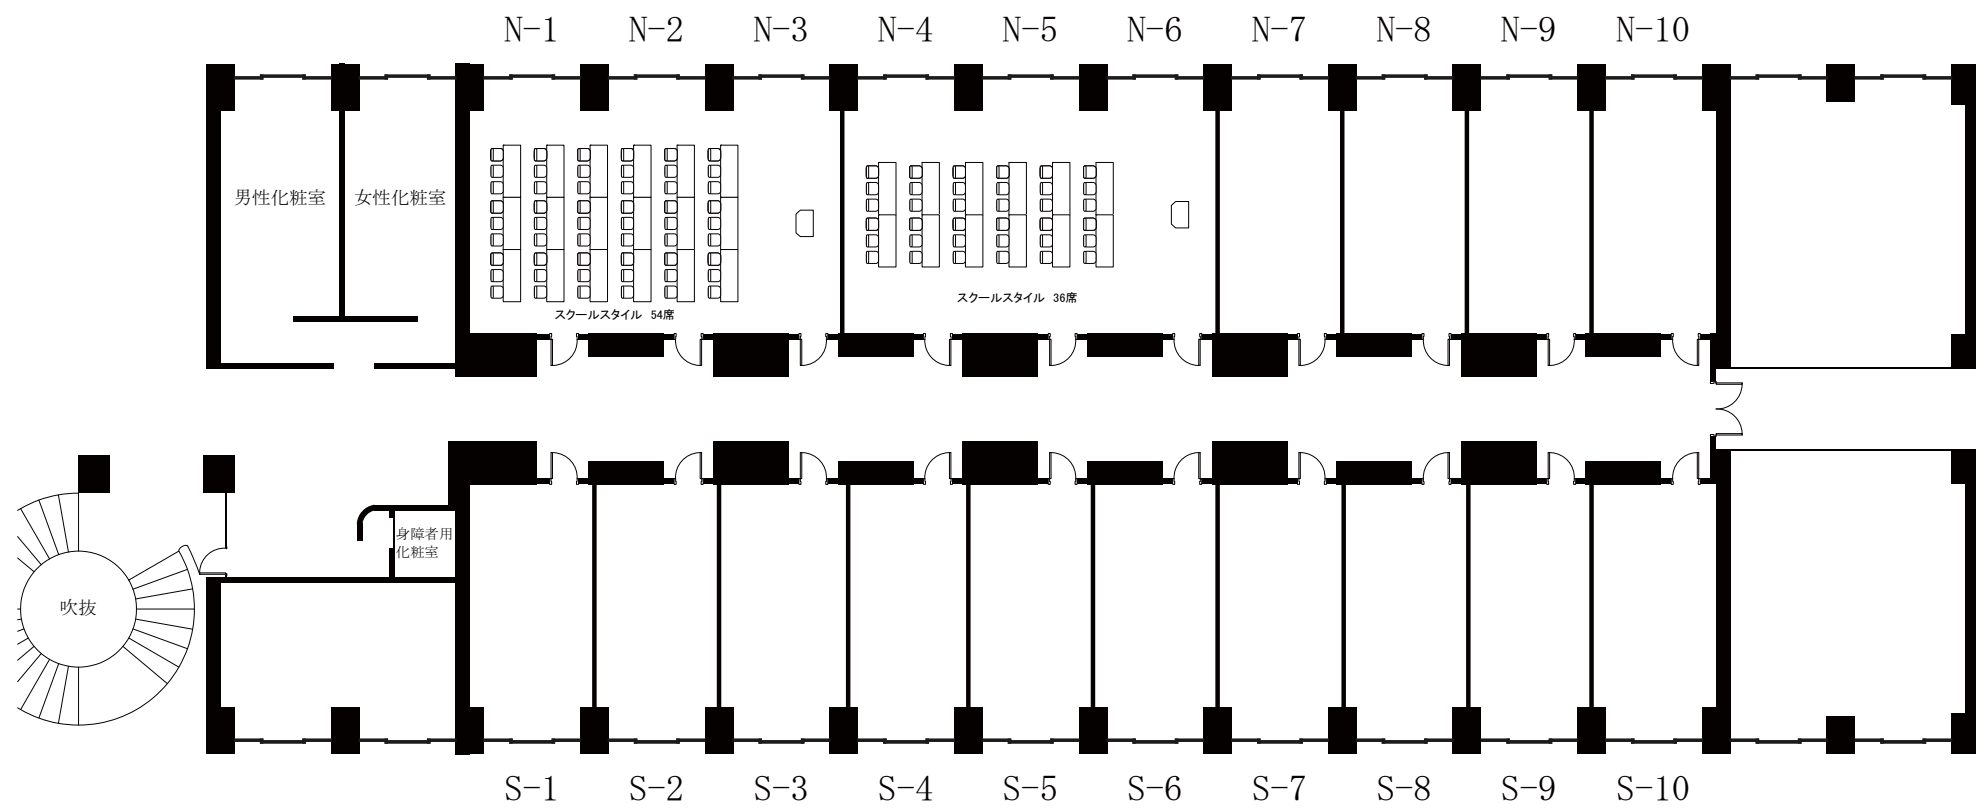 N-1 N-2 N-3 N-4 N-5 N-6 N-7 N-8 N-9 N-10
男性化粧室 女性化粧室
スクールスタイル 36席
スクールスタイル 54席
身障者用
化粧室
吹抜
S-1 S-2 S-3 S-4 S-5 S-6 S-7 S-8 S-9 S-10